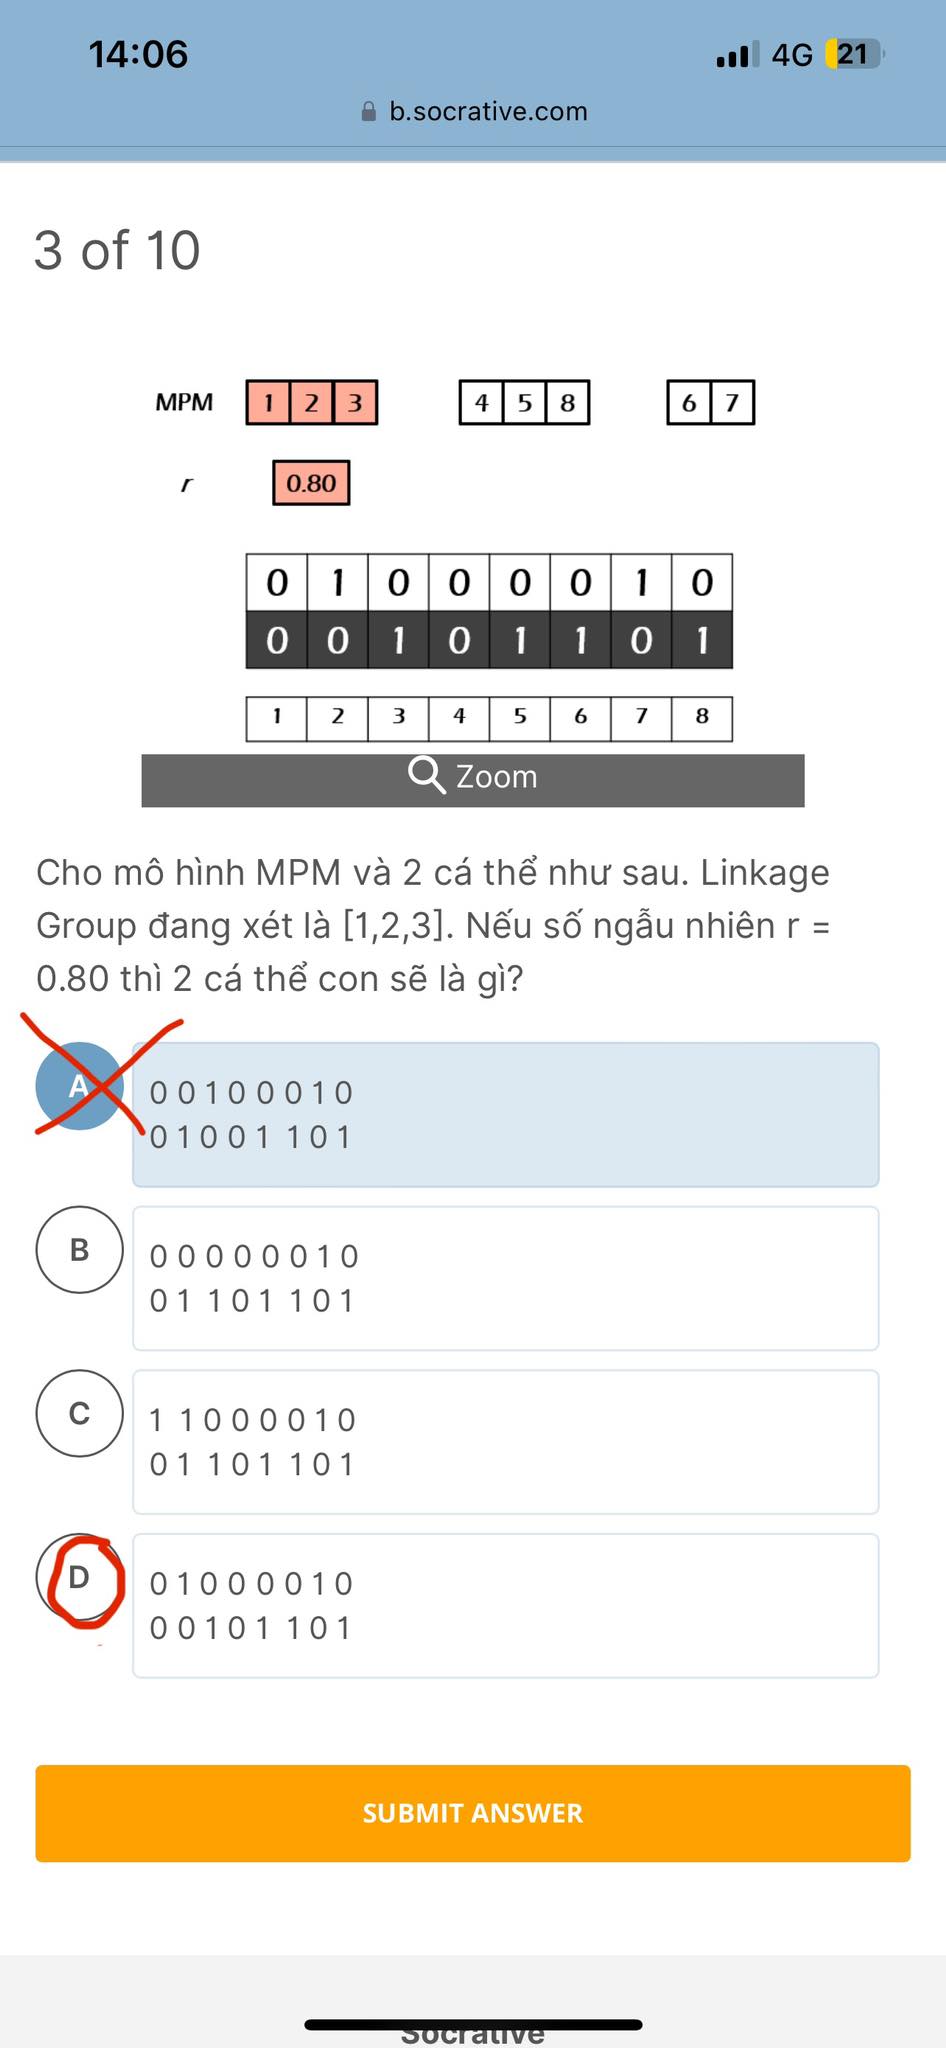 14:06 4G 21
b.socrative.com
3 of 10
MPM 1 2 3 4 5 8 6 7
r 0.80
0 1 0 0 0 0 1 0
0 0 1 0 1 1 0 1
1 2 3 4 5 6 7 8
Zoom
Cho mô hình MPM và 2 cá thể như sau. Linkage
Group đang xét là [1,2,3]. Nếu số ngẫu nhiên r =
0.80 thì 2 cá thể con sẽ là gì?
A
0 0 1 0 0 0 1 0
0 1 0 0 1 1 0 1
B
0 0 0 0 0 0 1 0
0 1 1 0 1 1 0 1
C
1 1 0 0 0 0 1 0
0 1 1 0 1 1 0 1
D
0 1 0 0 0 0 1 0
0 0 1 0 1 1 0 1
SUBMIT ANSWER
Socrative